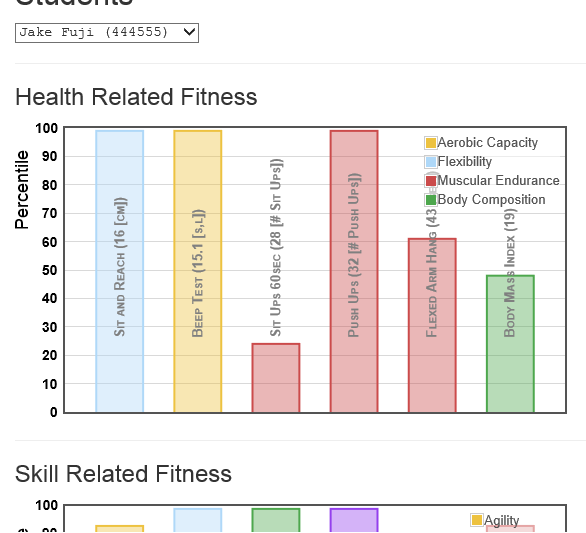 Students
Jake Fuji (444555)
Health Related Fitness
Percentile
100
90
80
70
60
50
40
30
20
10
0
Sit and Reach (16 [cm])
Beep Test (15.1 [s,l])
Sit Ups 60sec (28 [# Sit Ups])
Push Ups (32 [# Push Ups])
Flexed Arm Hang (43
Body Mass Index (19)
Aerobic Capacity
Flexibility
Muscular Endurance
Body Composition
Skill Related Fitness
100
90
Agility